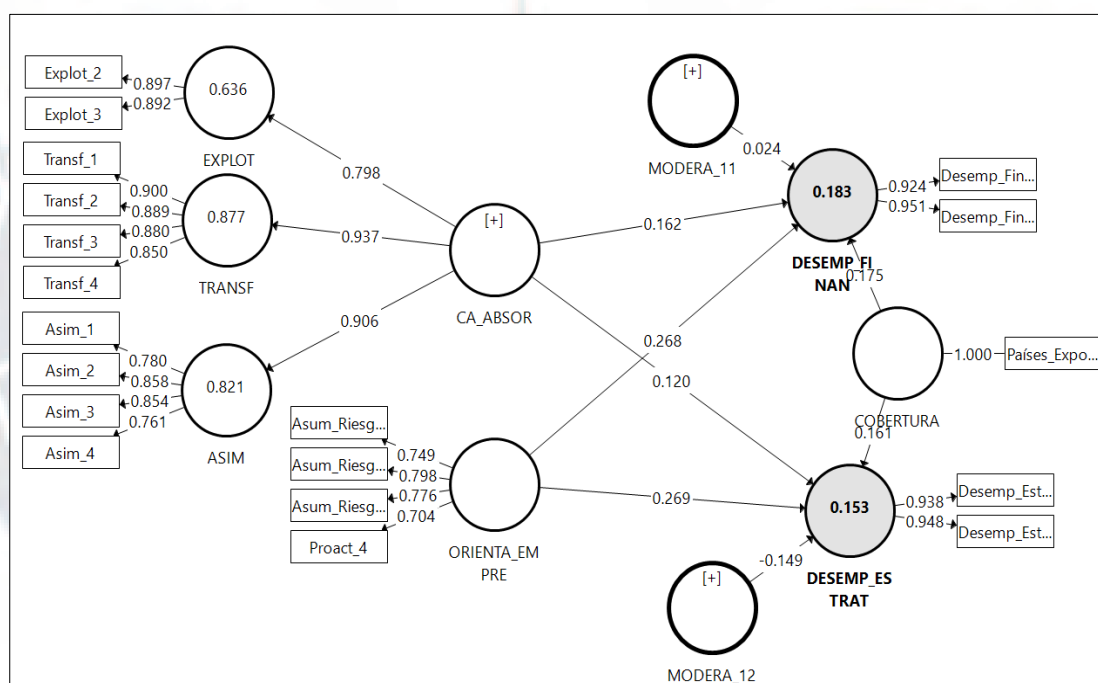 Explot_2
Explot_3
0.897
0.892
0.636
EXPLOT
Transf_1
Transf_2
Transf_3
Transf_4
0.900
0.889
0.880
0.850
0.877
TRANSF
Asim_1
Asim_2
Asim_3
Asim_4
0.780
0.858
0.854
0.761
0.821
ASIM
0.798
0.937
0.906
[+]
CA_ABSOR
Asum_Riesg...
Asum_Riesg...
Asum_Riesg...
Proact_4
0.749
0.798
0.776
0.704
ORIENTA_EM
PRE
0.162
0.120
0.268
0.269
[+]
MODERA_11
0.024
0.183
DESEMP_FI
NAN
0.924
0.951
Desemp_Fin...
Desemp_Fin...
0.175
COBERTURA
1.000
Países_Expo...
0.161
0.153
DESEMP_ES
TRAT
0.938
0.948
Desemp_Est...
Desemp_Est...
-0.149
[+]
MODERA_12